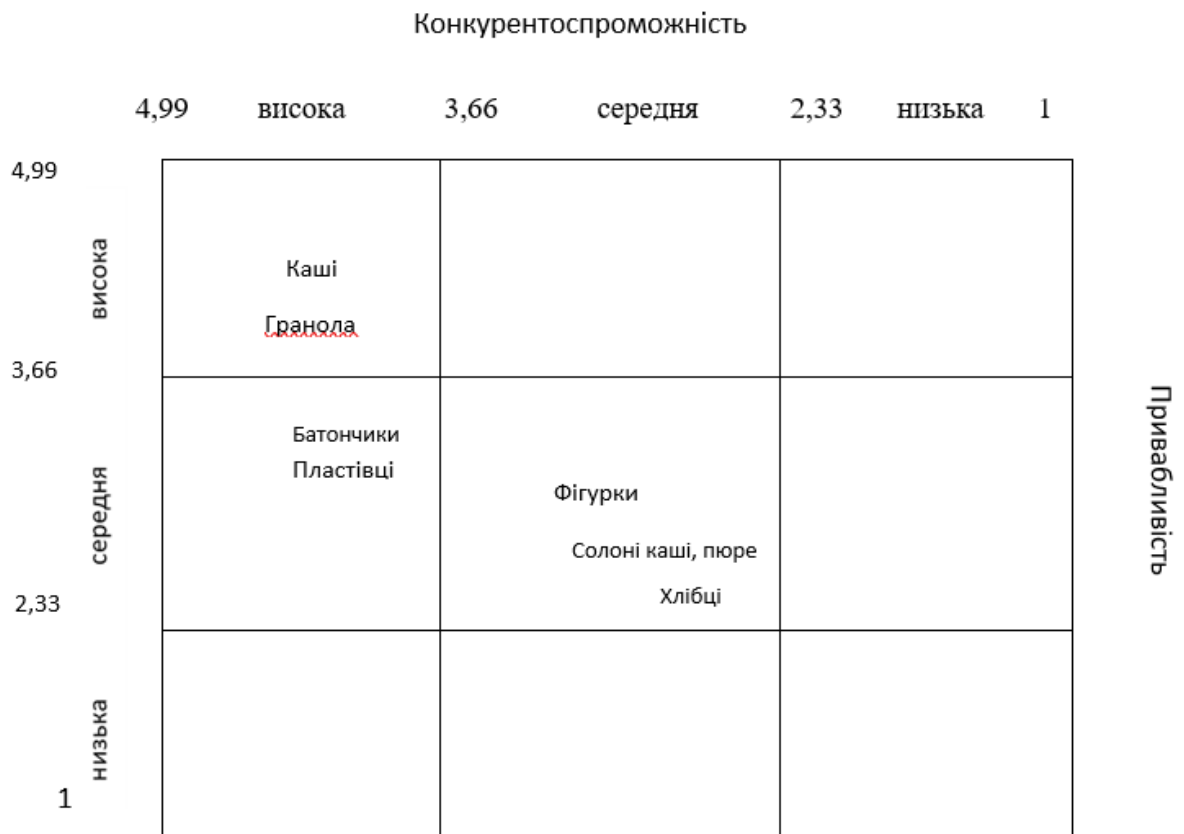 Конкурентоспроможність
4,99 висока 3,66 середня 2,33 низька 1
4,99
висока
Каші
Гранола
3,66
Привабливість
середня
Батончики
Пластівці
Фігурки
Солоні каші, пюре
Хлібці
2,33
низька
1